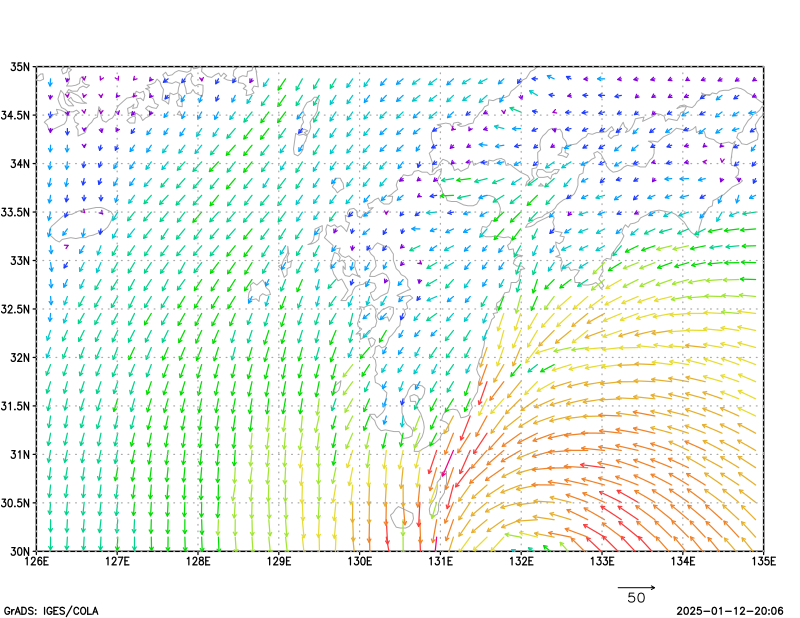 35N
34.5N
34N
33.5N
33N
32.5N
32N
31.5N
31N
30.5N
30N
126E 127E 128E 129E 130E 131E 132E 133E 134E 135E
50
GrADS: IGES/COLA 2025-01-12-20:06